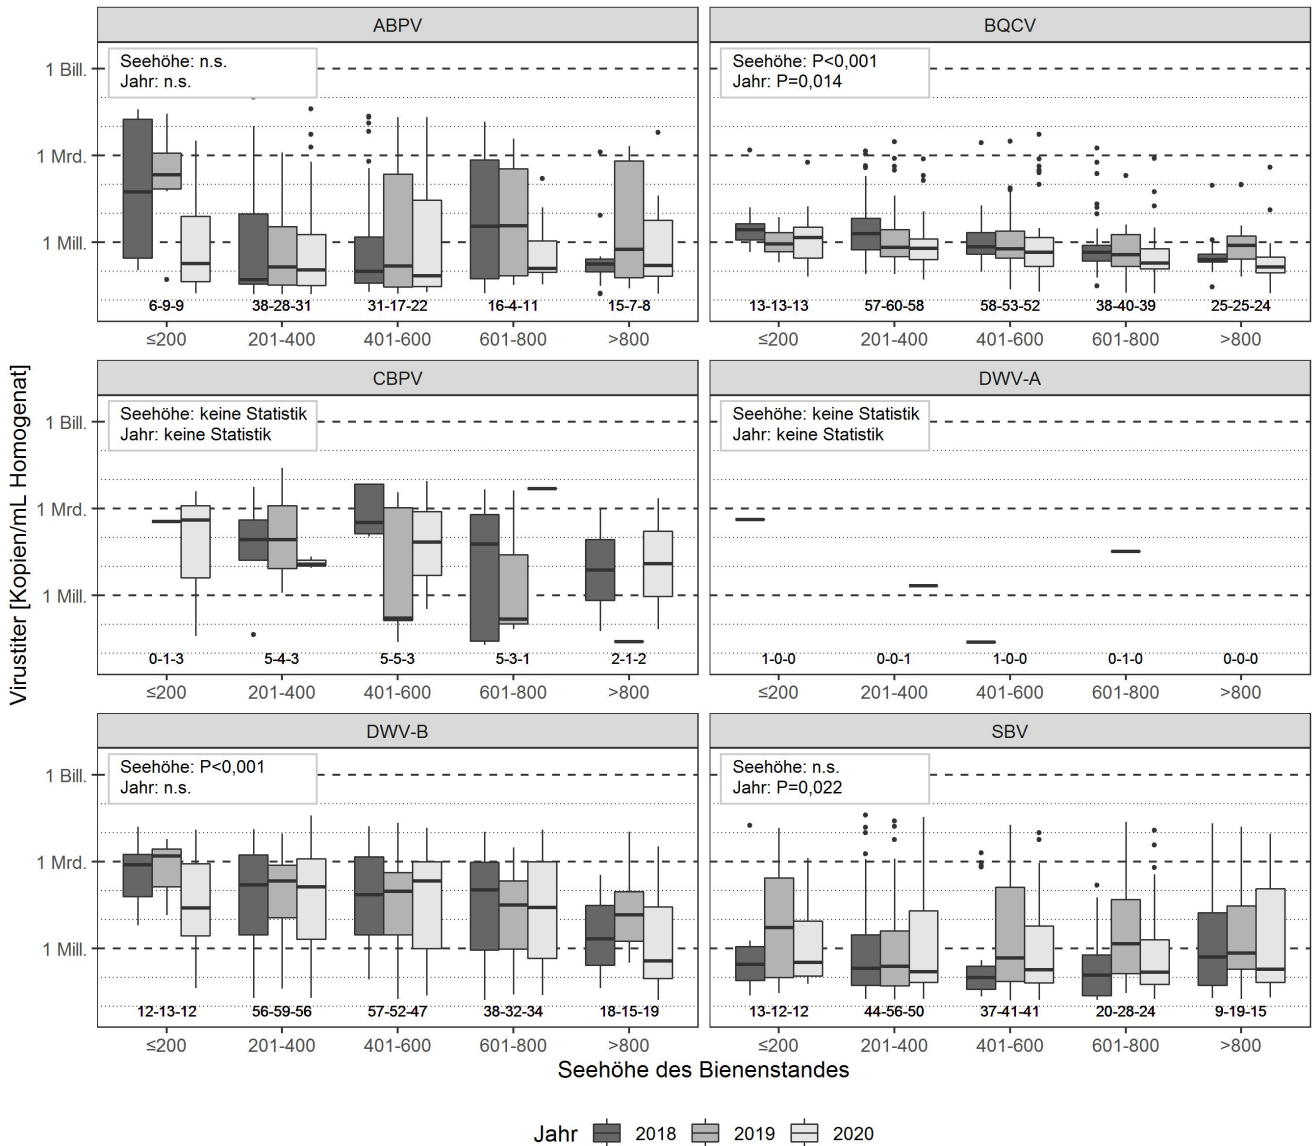 ABPV
BQCV
Seehöhe: n.s.
Jahr: n.s.
Seehöhe: P<0,001
Jahr: P=0,014
1 Bill.
1 Mrd.
1 Mill.
6-9-9
38-28-31
31-17-22
16-4-11
15-7-8
13-13-13
57-60-58
58-53-52
38-40-39
25-25-24
≤200
201-400
401-600
601-800
>800
≤200
201-400
401-600
601-800
>800
CBPV
DWV-A
Seehöhe: keine Statistik
Jahr: keine Statistik
Seehöhe: keine Statistik
Jahr: keine Statistik
1 Bill.
1 Mrd.
1 Mill.
0-1-3
5-4-3
5-5-3
5-3-1
2-1-2
1-0-0
0-0-1
1-0-0
0-1-0
0-0-0
≤200
201-400
401-600
601-800
>800
≤200
201-400
401-600
601-800
>800
Virustiter [Kopien/mL Homogenat]
DWV-B
SBV
Seehöhe: P<0,001
Jahr: n.s.
Seehöhe: n.s.
Jahr: P=0,022
1 Bill.
1 Mrd.
1 Mill.
12-13-12
56-59-56
57-52-47
38-32-34
18-15-19
13-12-12
44-56-50
37-41-41
20-28-24
9-19-15
≤200
201-400
401-600
601-800
>800
≤200
201-400
401-600
601-800
>800
Seehöhe des Bienenstandes
Jahr 2018 2019 2020